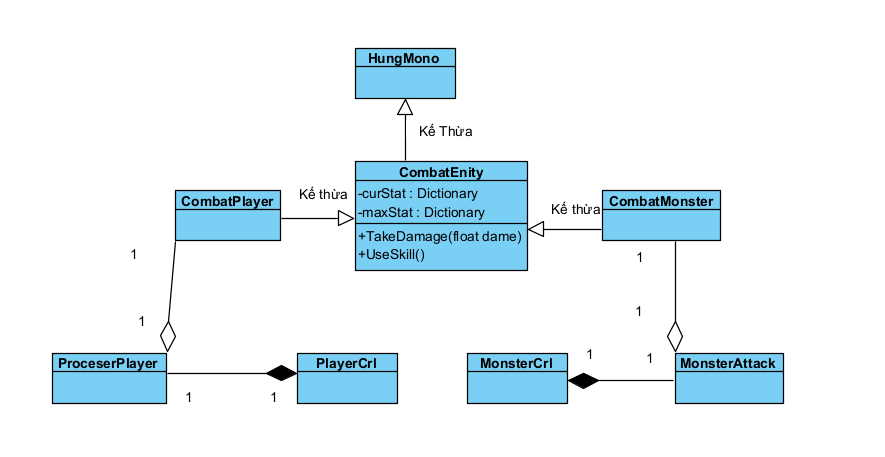 HungMono
Kế Thừa
CombatEnity
-curStat : Dictionary
-maxStat : Dictionary
+TakeDamage(float dame)
+UseSkill()
Kế thừa
CombatPlayer
Kế thừa
CombatMonster
1
1
1
1
ProceserPlayer
1
1
PlayerCrl
MonsterCrl
1
1
MonsterAttack